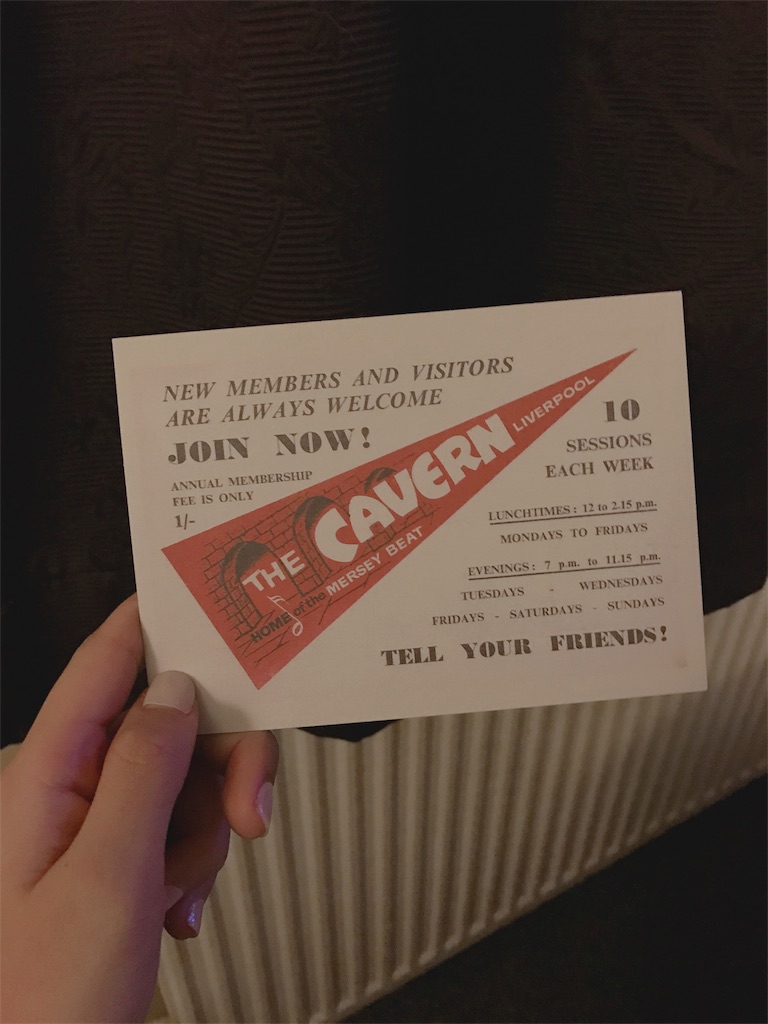 NEW MEMBERS AND VISITORS
ARE ALWAYS WELCOME
JOIN NOW!
ANNUAL MEMBERSHIP
FEE IS ONLY
1/-
THE CAVERN LIVERPOOL
HOME of the MERSEY BEAT
10
SESSIONS
EACH WEEK
LUNCHTIMES: 12 to 2.15 p.m.
MONDAYS TO FRIDAYS
EVENINGS: 7 p.m. to 11.15 p.m.
TUESDAYS - WEDNESDAYS
FRIDAYS - SATURDAYS - SUNDAYS
TELL YOUR FRIENDS!